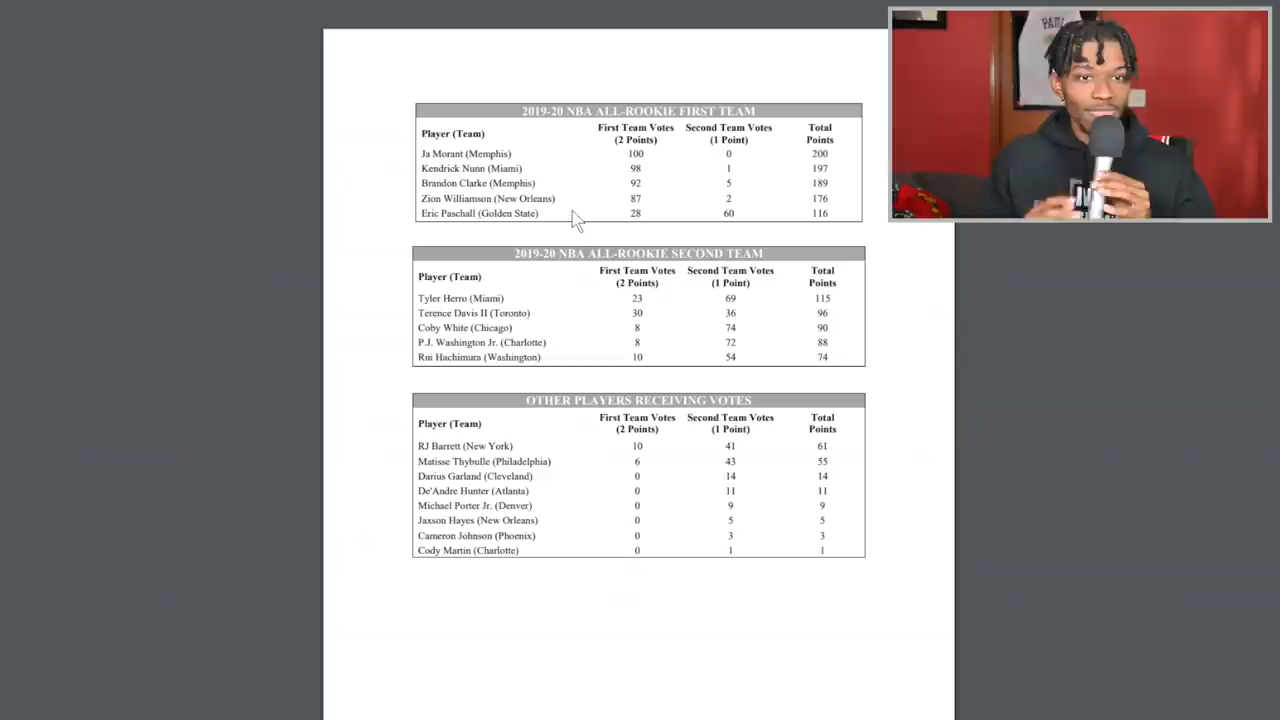 2019-20 NBA ALL-ROOKIE FIRST TEAM
Player (Team) First Team Votes (2 Points) Second Team Votes (1 Point) Total Points
Ja Morant (Memphis) 100 0 200
Kendrick Nunn (Miami) 98 1 197
Brandon Clarke (Memphis) 92 5 189
Zion Williamson (New Orleans) 87 2 176
Eric Paschall (Golden State) 28 60 116
2019-20 NBA ALL-ROOKIE SECOND TEAM
Player (Team) First Team Votes (2 Points) Second Team Votes (1 Point) Total Points
Tyler Herro (Miami) 23 69 115
Terence Davis II (Toronto) 30 36 96
Coby White (Chicago) 8 74 90
P.J. Washington Jr. (Charlotte) 8 72 88
Rui Hachimura (Washington) 10 54 74
OTHER PLAYERS RECEIVING VOTES
Player (Team) First Team Votes (2 Points) Second Team Votes (1 Point) Total Points
RJ Barrett (New York) 10 41 61
Matisse Thybulle (Philadelphia) 6 43 55
Darius Garland (Cleveland) 0 14 14
De'Andre Hunter (Atlanta) 0 11 11
Michael Porter Jr. (Denver) 0 9 9
Jaxson Hayes (New Orleans) 0 5 5
Cameron Johnson (Phoenix) 0 3 3
Cody Martin (Charlotte) 0 1 1